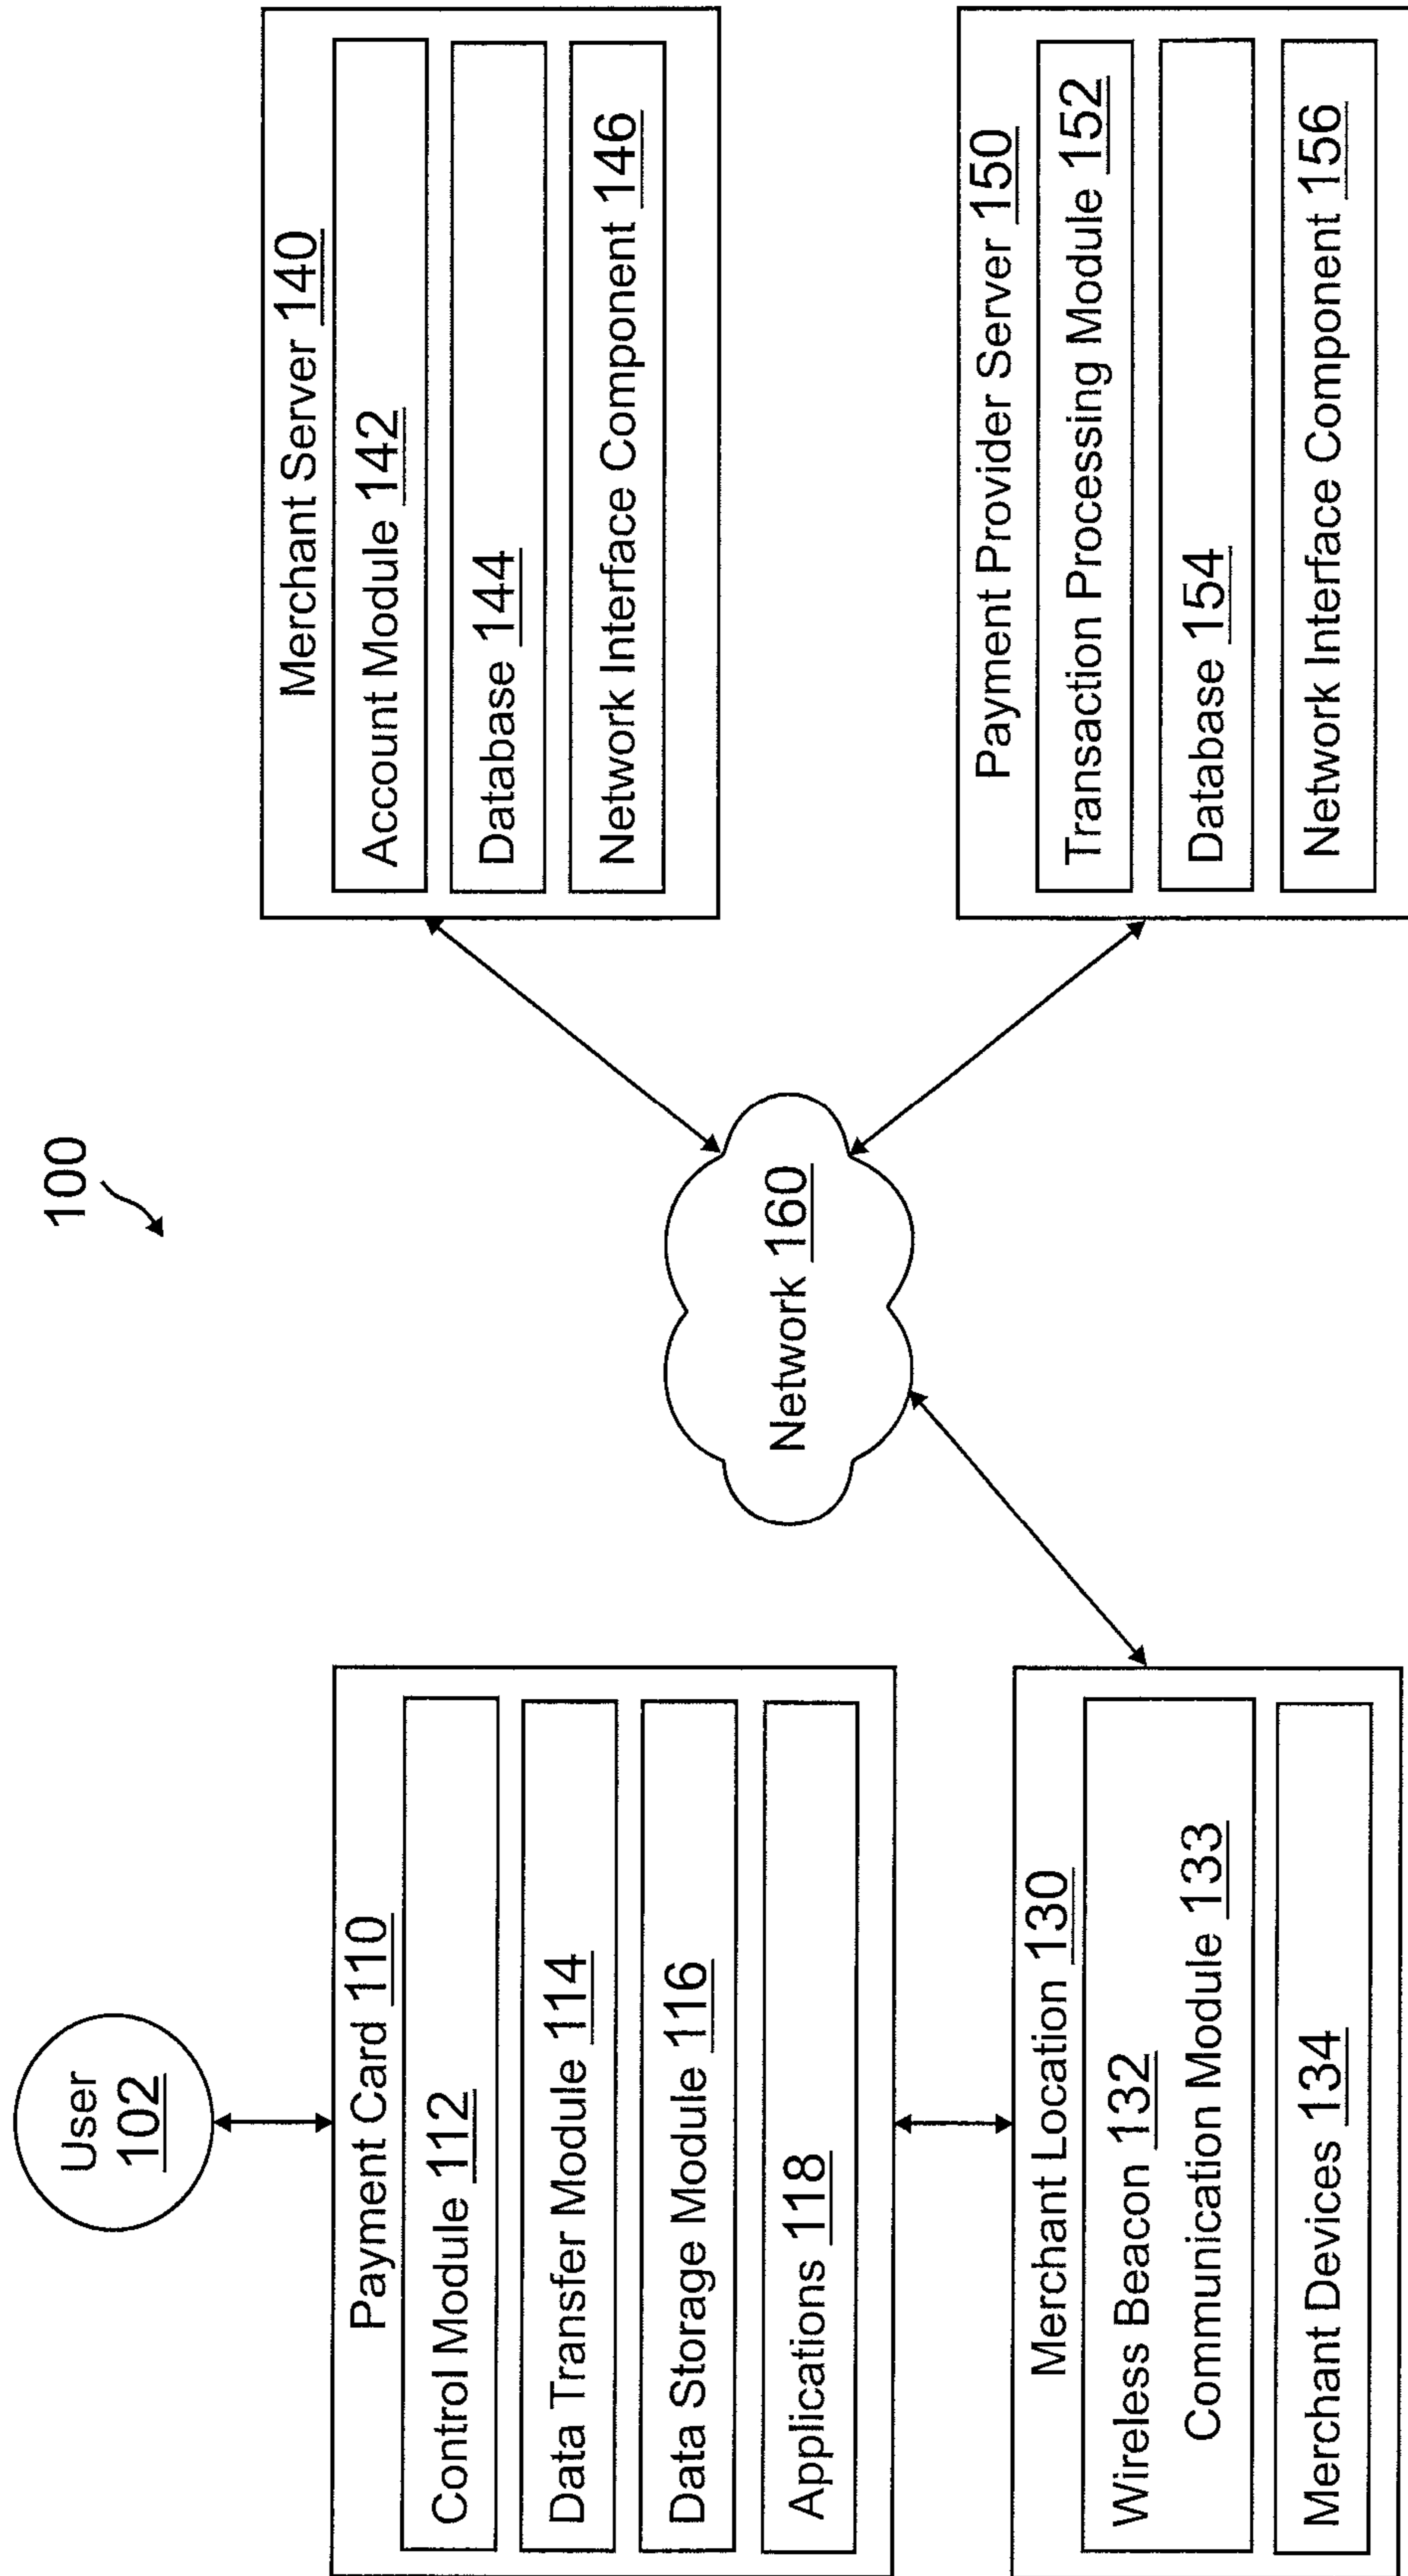 100
User
102
Payment Card 110
Control Module 112
Data Transfer Module 114
Data Storage Module 116
Applications 118
Merchant Location 130
Wireless Beacon 132
Communication Module 133
Merchant Devices 134
Network 160
Merchant Server 140
Account Module 142
Database 144
Network Interface Component 146
Payment Provider Server 150
Transaction Processing Module 152
Database 154
Network Interface Component 156